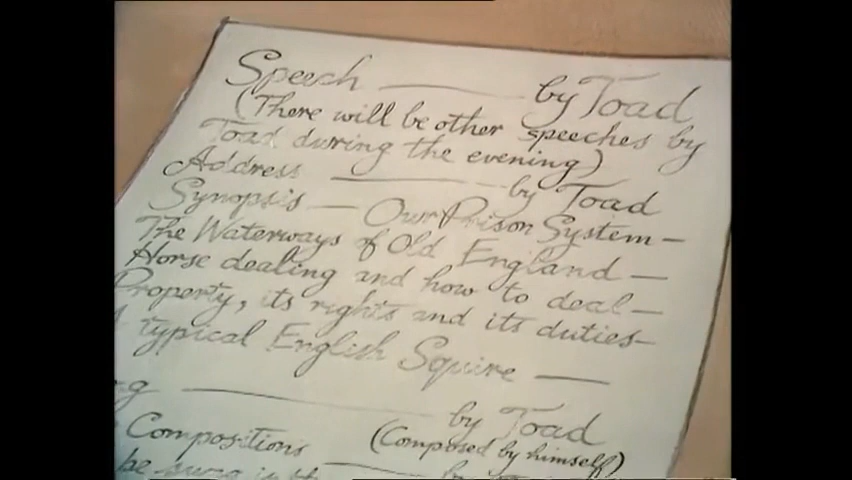 Speech — by Toad
(There will be other speeches by
Toad during the evening)
Address — by Toad
Synopsis — Our Prison System —
The Waterways of Old England —
Horse dealing and how to deal —
Property, its rights and its duties —
typical English Squire —
by Toad
Compositions (Composed by himself)
be sung